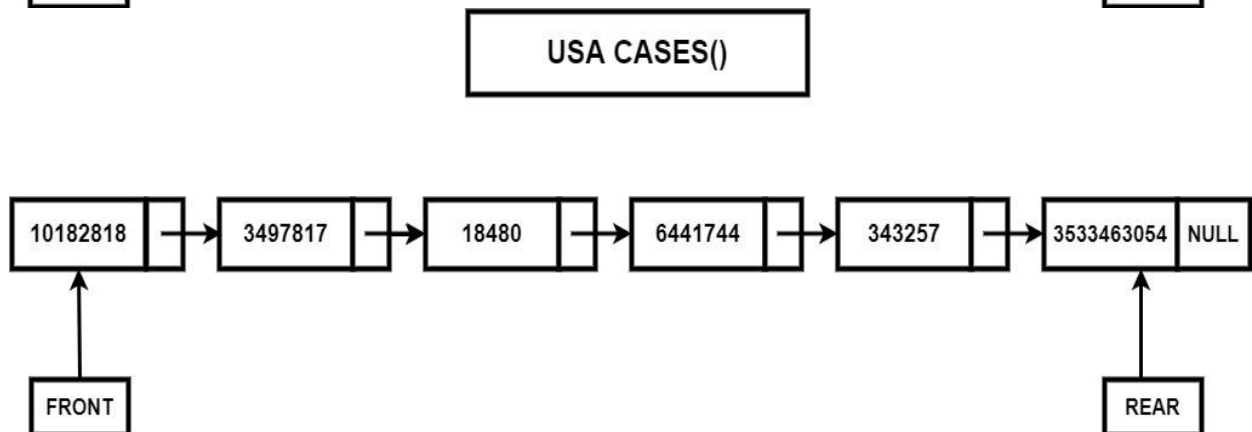 USA CASES()
10182818 3497817 18480 6441744 343257 3533463054 NULL
FRONT REAR